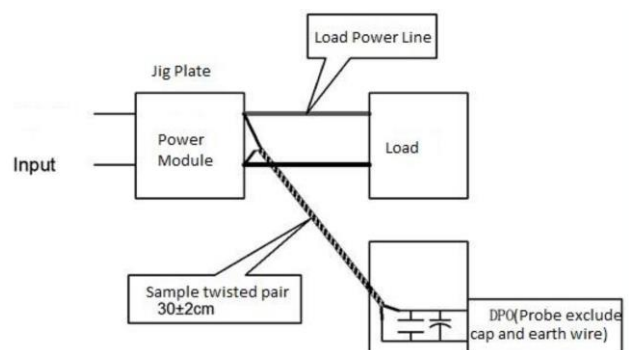 Load Power Line
Jig Plate
Power
Module
Load
Input
Sample twisted pair
30±2cm
DPO(Probe exclude
cap and earth wire)